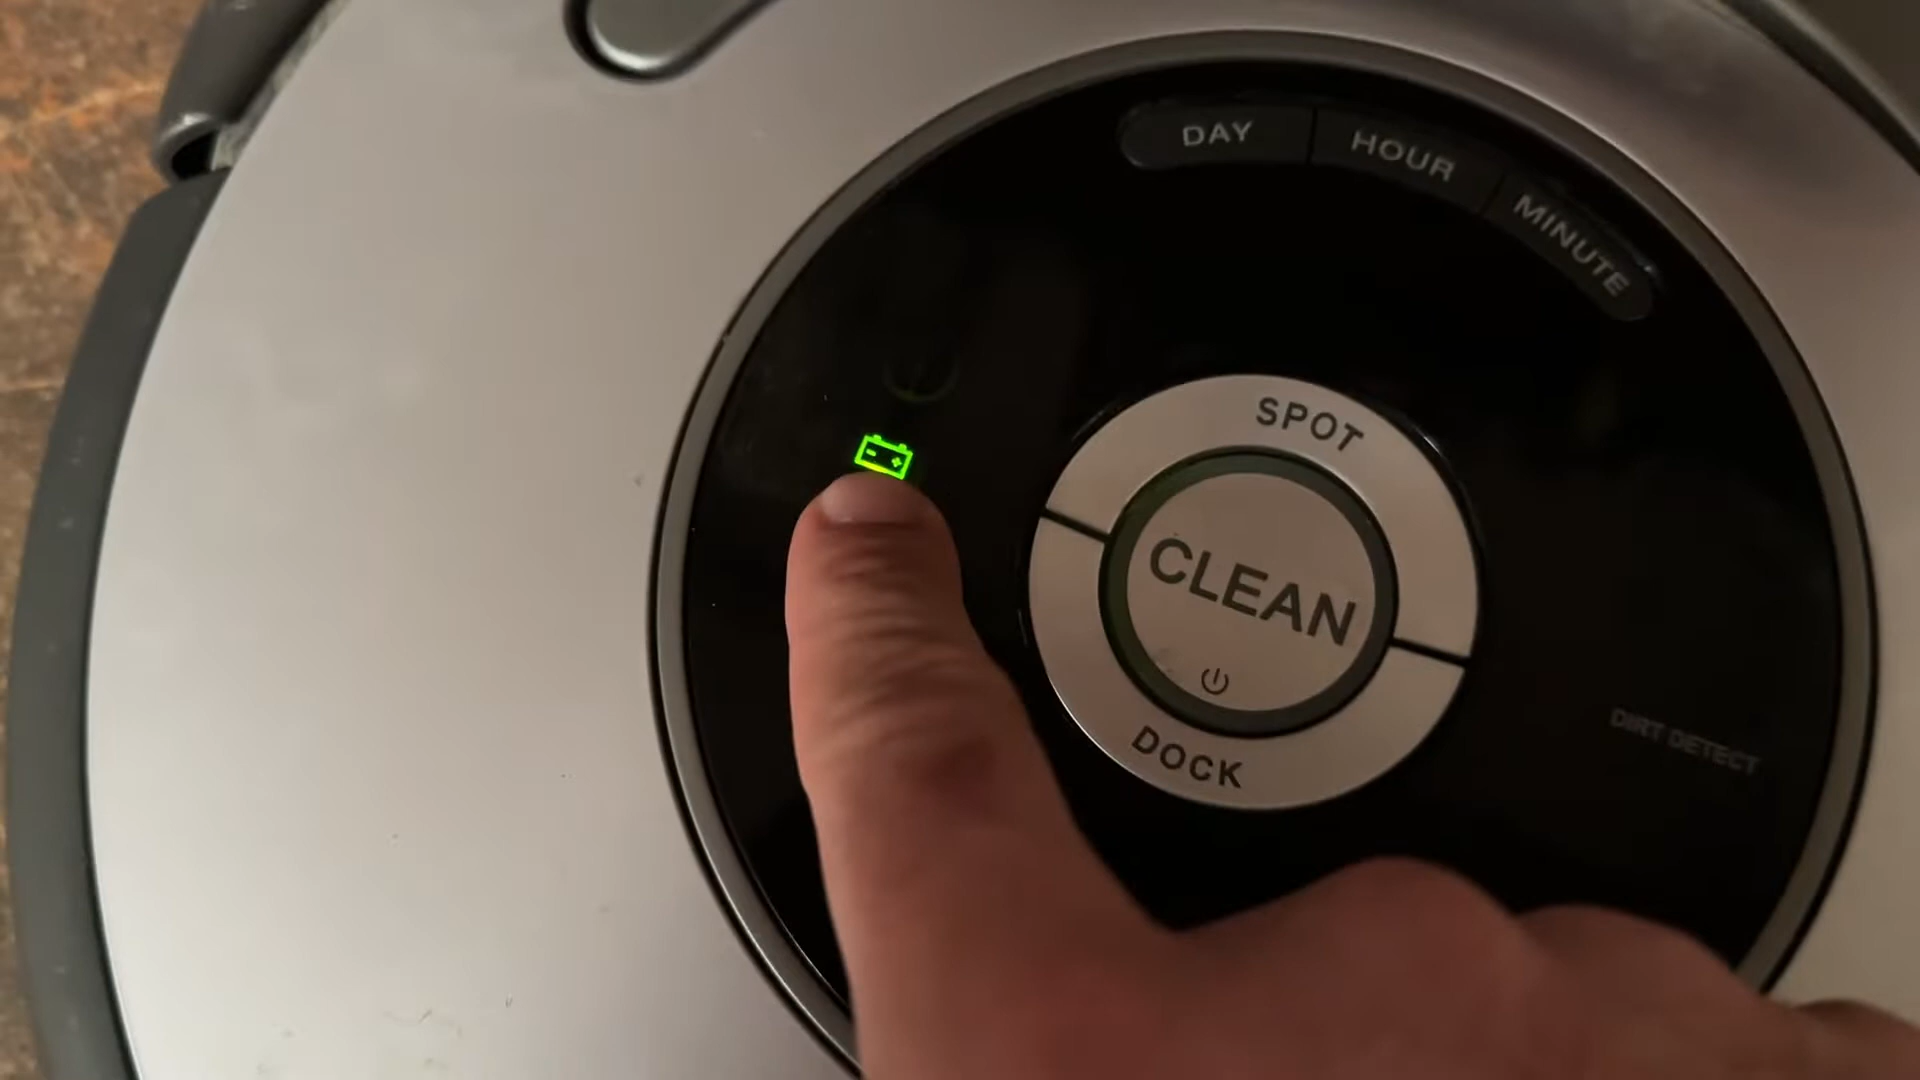 DAY
HOUR
MINUTE
SPOT
CLEAN
DOCK
DIRT DETECT